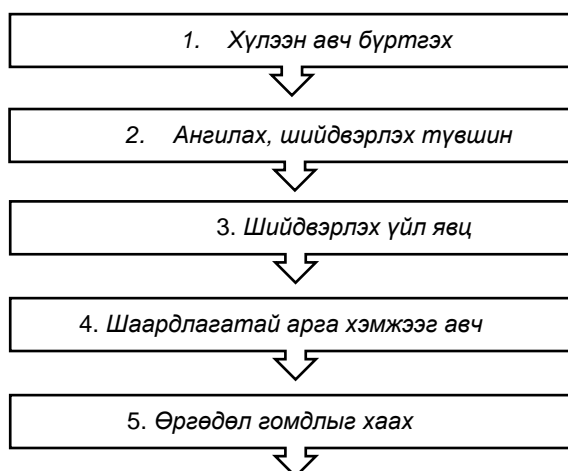 1. Хүлээн авч бүртгэх
2. Ангилах, шийдвэрлэх түвшин
3. Шийдвэрлэх үйл явц
4. Шаардлагатай арга хэмжээг авч
5. Өргөдөл гомдлыг хаах